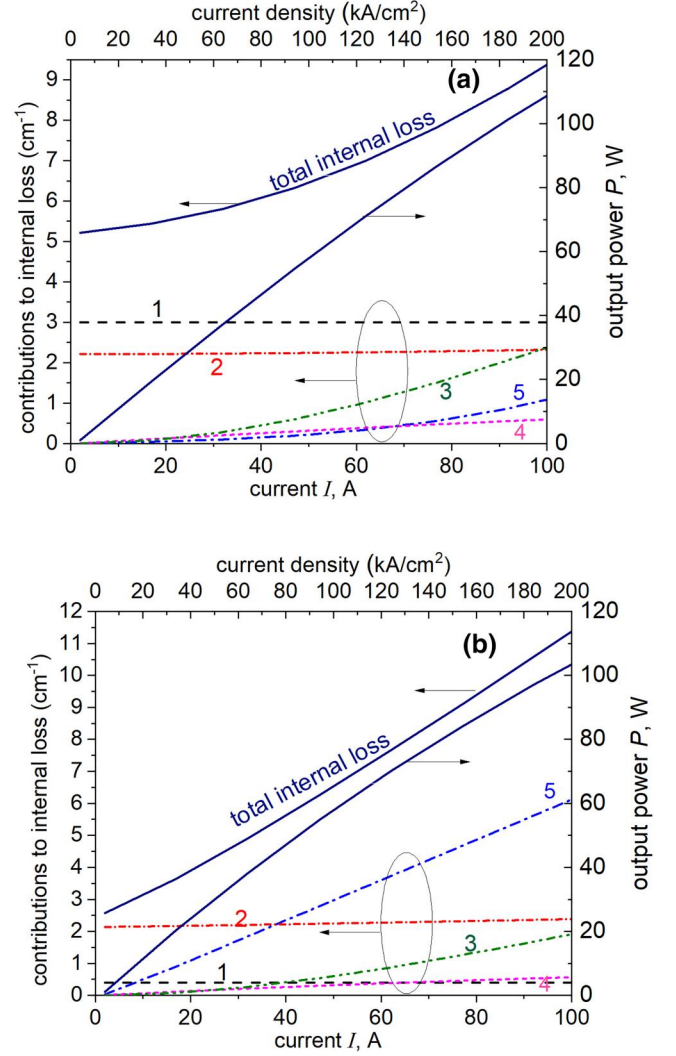 current density (kA/cm²)
0 20 40 60 80 100 120 140 160 180 200
(a)
contributions to internal loss (cm⁻¹)
9
8
7
6
5
4
3
2
1
0
total internal loss
1
2
3
5
4
120
100
80
60
40
20
0
output power P, W
0 20 40 60 80 100
current I, A
current density (kA/cm²)
0 20 40 60 80 100 120 140 160 180 200
(b)
contributions to internal loss (cm⁻¹)
12
11
10
9
8
7
6
5
4
3
2
1
0
total internal loss
5
2
3
1
4
120
100
80
60
40
20
0
output power P, W
0 20 40 60 80 100
current I, A